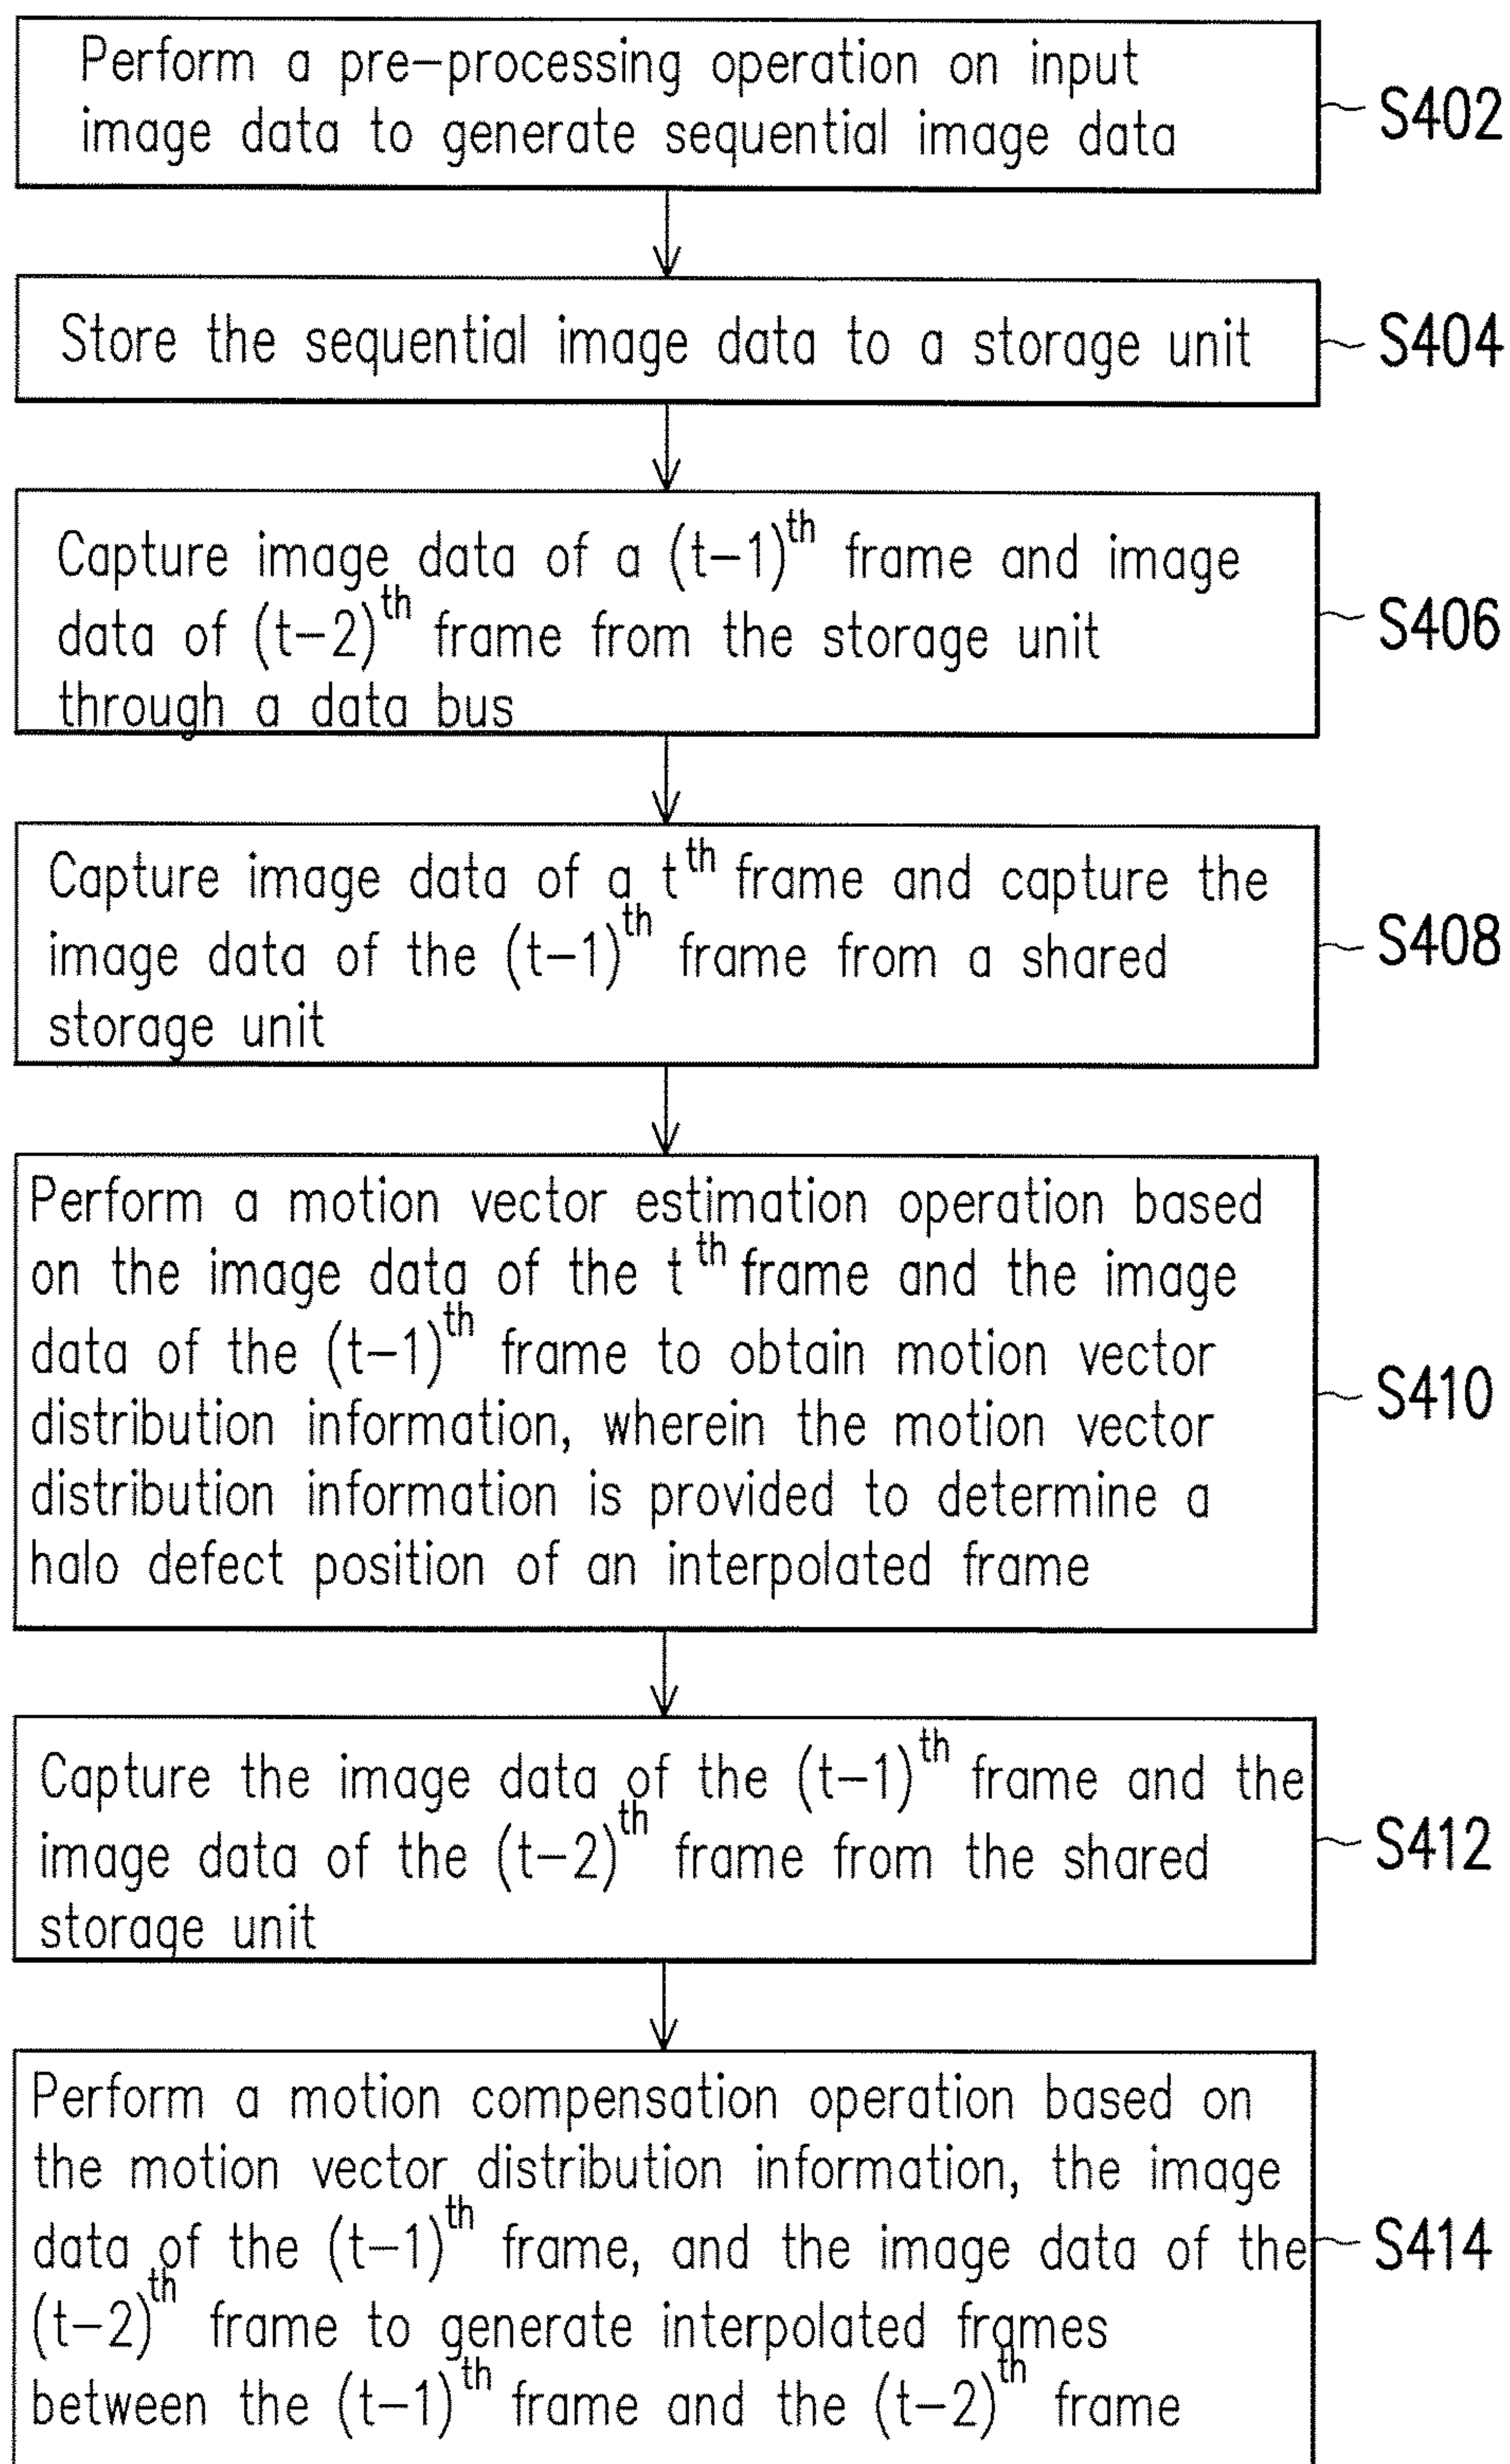 Perform a pre-processing operation on input
image data to generate sequential image data
S402
Store the sequential image data to a storage unit
S404
Capture image data of a (t-1)th frame and image
data of (t-2)th frame from the storage unit
through a data bus
S406
Capture image data of a tth frame and capture the
image data of the (t-1)th frame from a shared
storage unit
S408
Perform a motion vector estimation operation based
on the image data of the tth frame and the image
data of the (t-1)th frame to obtain motion vector
distribution information, wherein the motion vector
distribution information is provided to determine a
halo defect position of an interpolated frame
S410
Capture the image data of the (t-1)th frame and the
image data of the (t-2)th frame from the shared
storage unit
S412
Perform a motion compensation operation based on
the motion vector distribution information, the image
data of the (t-1)th frame, and the image data of the
(t-2)th frame to generate interpolated frames
between the (t-1)th frame and the (t-2)th frame
S414